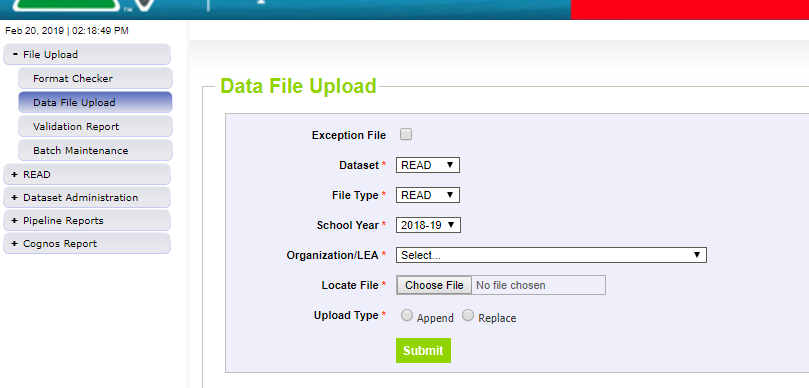 Feb 20, 2019 | 02:18:49 PM
- File Upload
Format Checker
Data File Upload
Validation Report
Batch Maintenance
+ READ
+ Dataset Administration
+ Pipeline Reports
+ Cognos Report
Data File Upload
Exception File
Dataset * READ
File Type * READ
School Year * 2018-19
Organization/LEA * Select...
Locate File * Choose File No file chosen
Upload Type * Append Replace
Submit